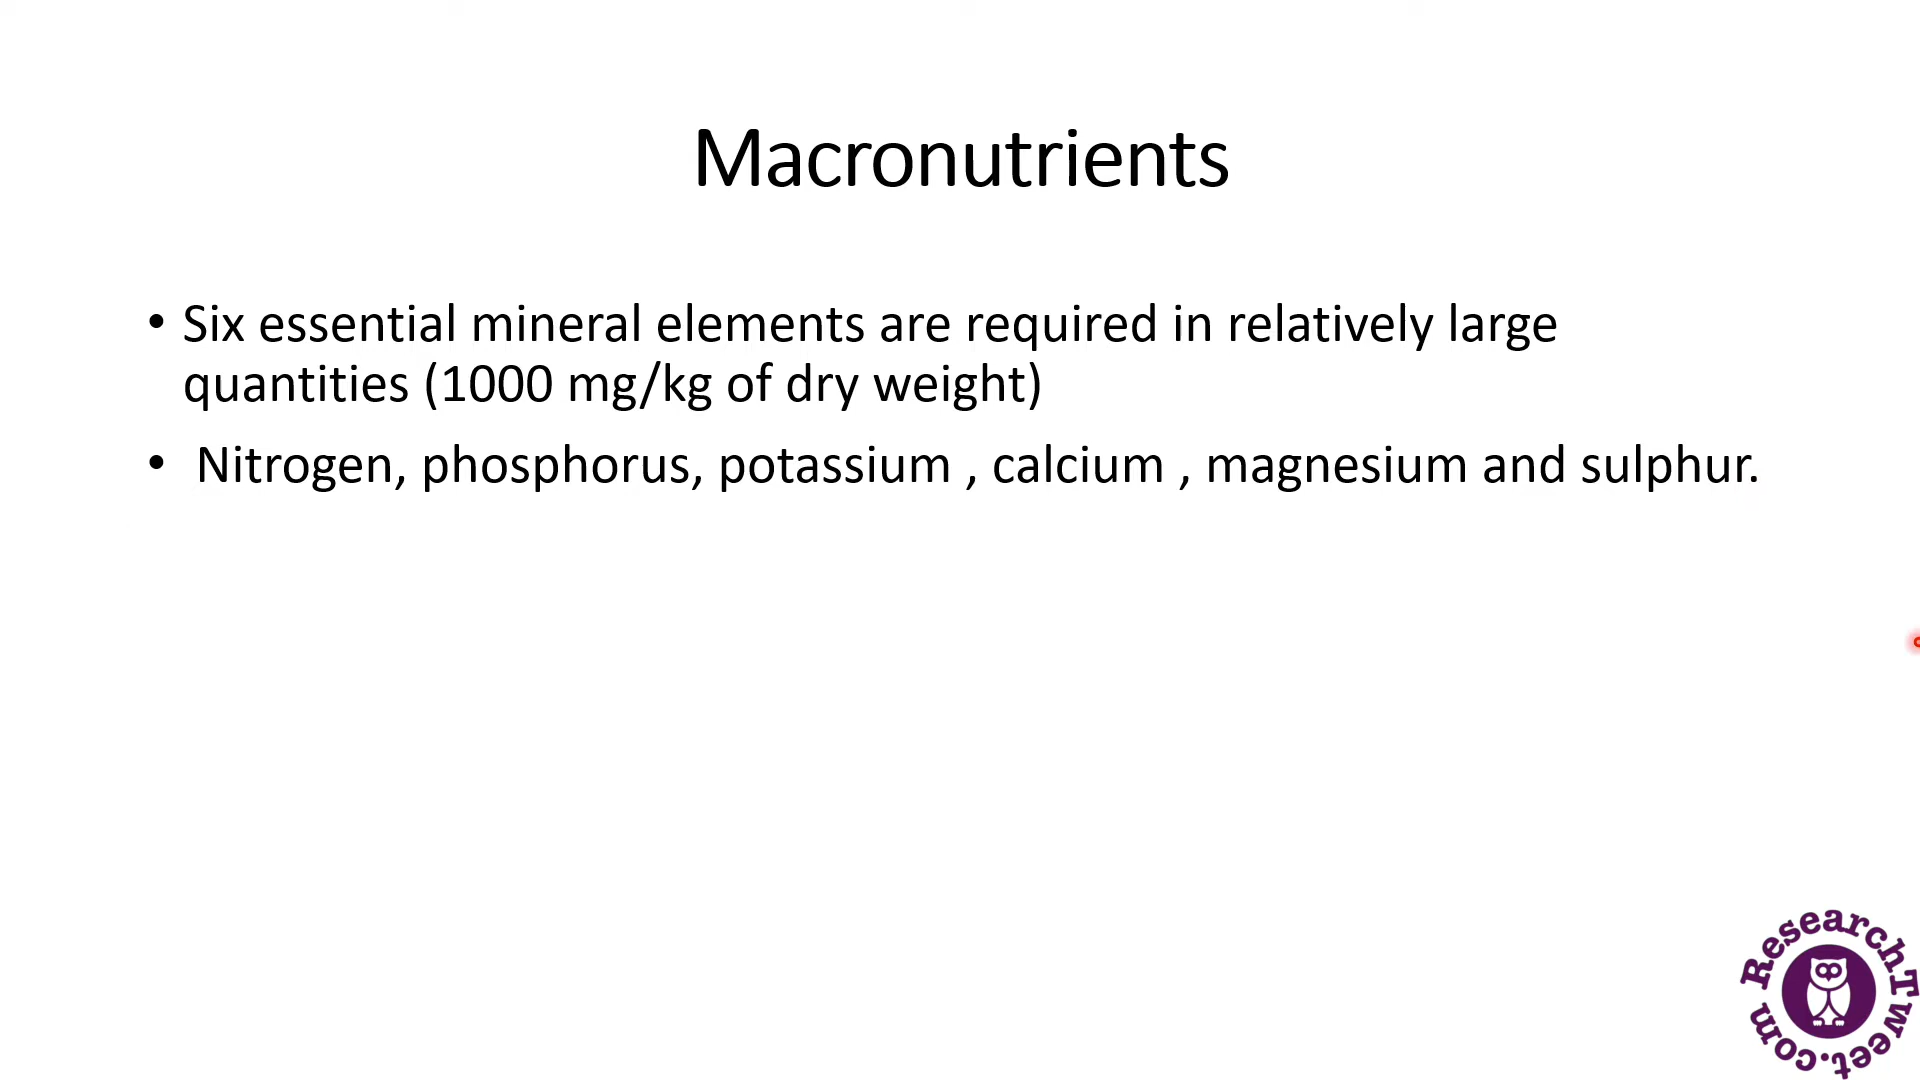 Macronutrients
• Six essential mineral elements are required in relatively large
quantities (1000 mg/kg of dry weight)
• Nitrogen, phosphorus, potassium , calcium , magnesium and sulphur.
ResearchTweet.com